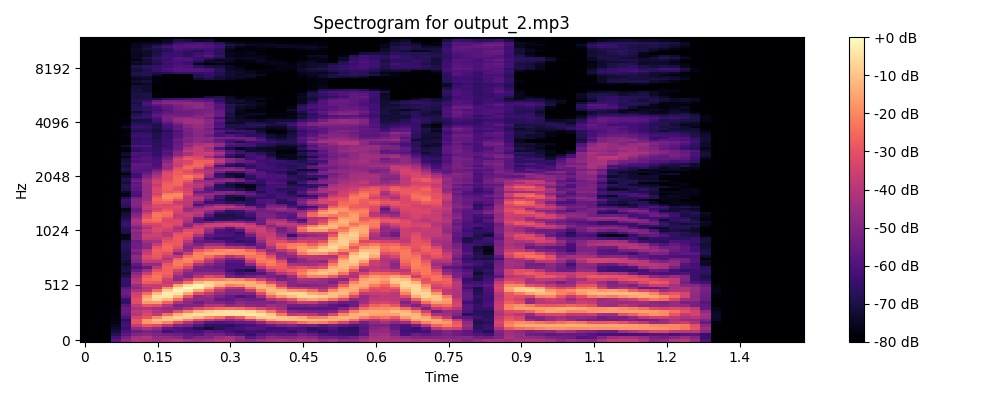 Spectrogram for output_2.mp3
Hz
8192
4096
2048
1024
512
0
0 0.15 0.3 0.45 0.6 0.75 0.9 1.1 1.2 1.4
Time
+0 dB
-10 dB
-20 dB
-30 dB
-40 dB
-50 dB
-60 dB
-70 dB
-80 dB